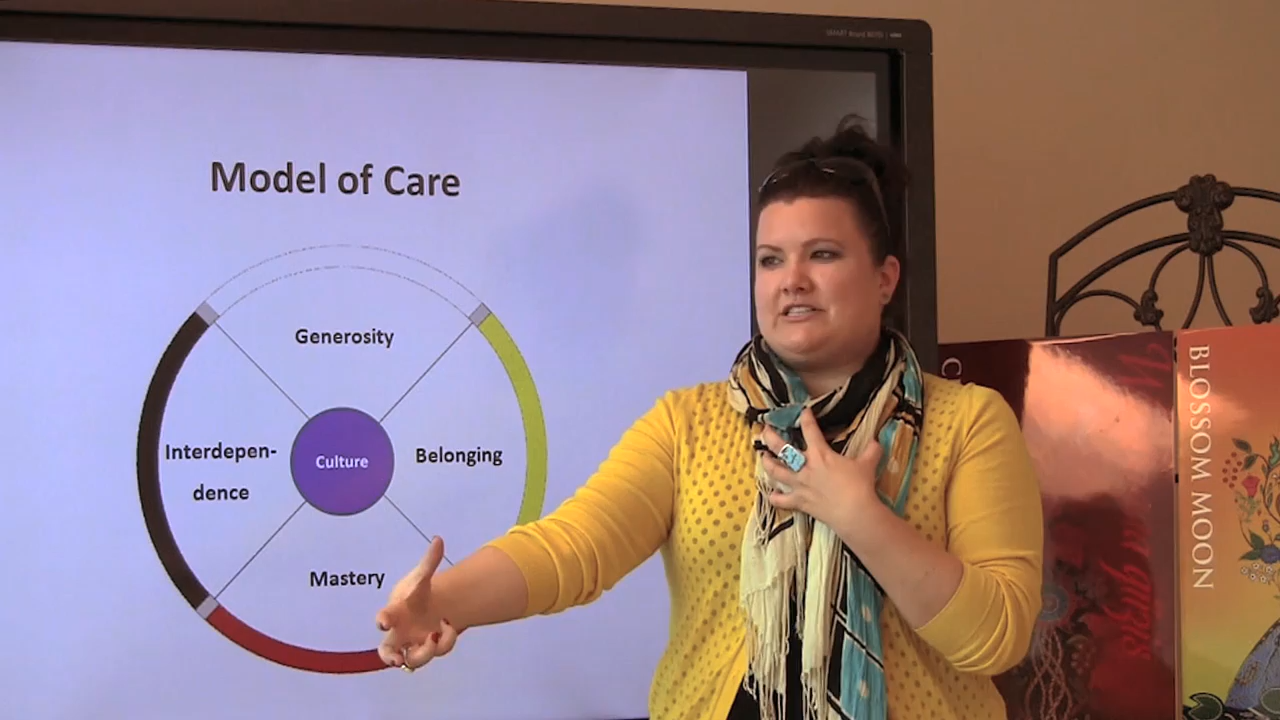 Model of Care
Generosity
Interdepen-
dence
Culture
Belonging
Mastery
BLOSSOM MOON